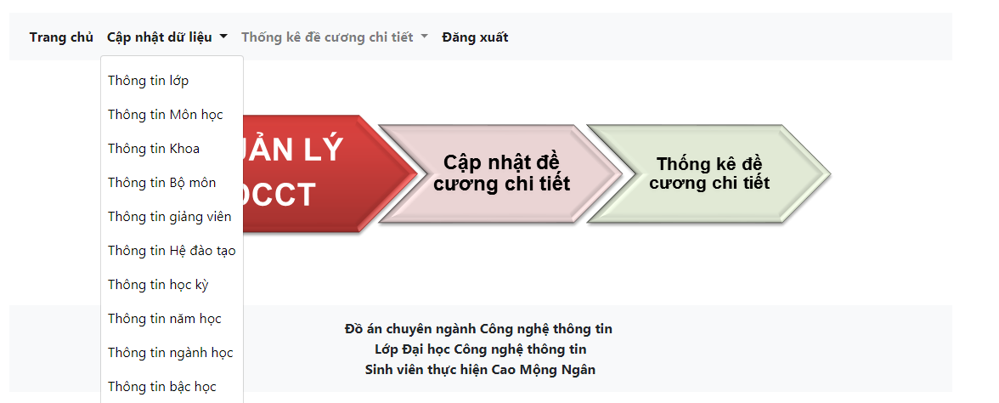 Trang chủ Cập nhật dữ liệu Thống kê đề cương chi tiết Đăng xuất
Thông tin lớp
Thông tin Môn học
Thông tin Khoa
Thông tin Bộ môn
Thông tin giảng viên
Thông tin Hệ đào tạo
Thông tin học kỳ
Thông tin năm học
Thông tin ngành học
Thông tin bậc học
LÝ
Cập nhật đề
cương chi tiết
Thống kê đề
cương chi tiết
Đồ án chuyên ngành Công nghệ thông tin
Lớp Đại học Công nghệ thông tin
Sinh viên thực hiện Cao Mộng Ngân